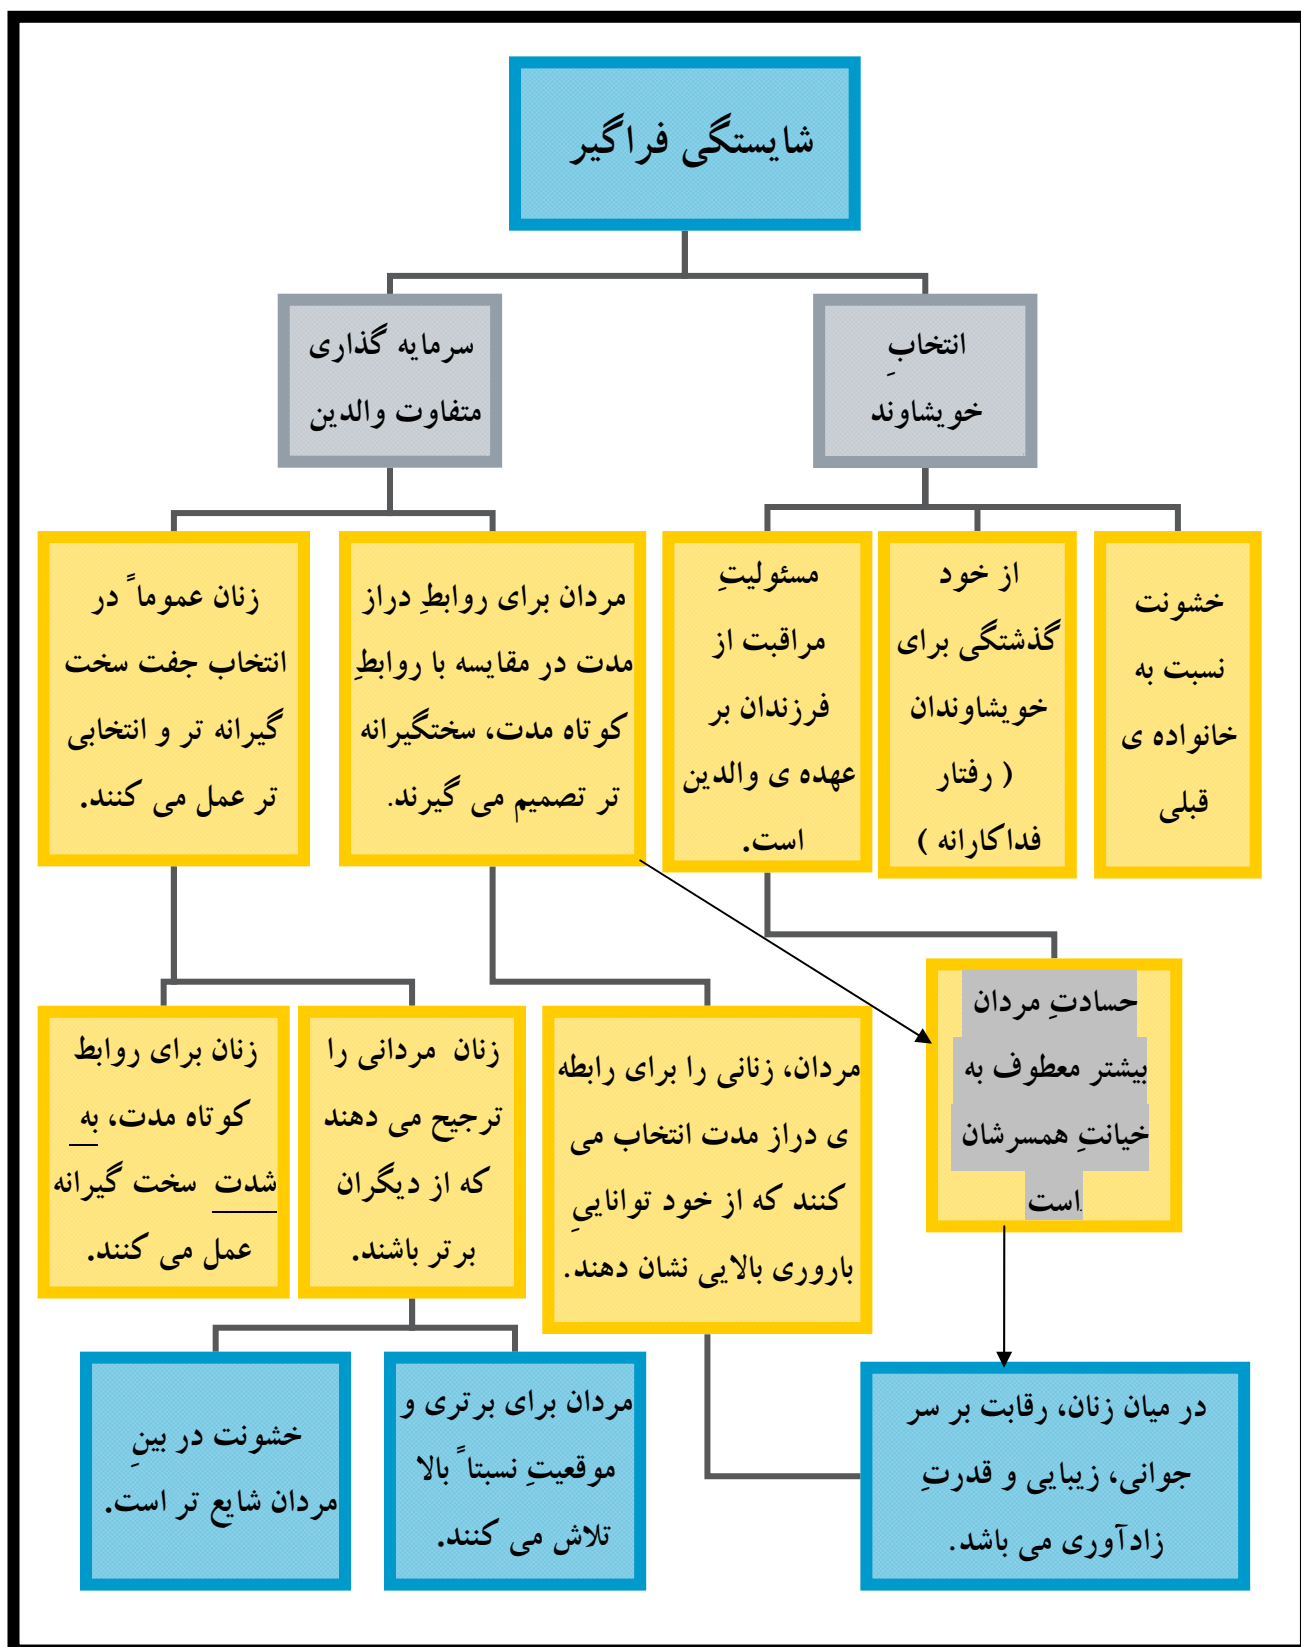 شایستگی فراگیر
انتخابِ
خویشاوند
سرمایه گذاری
متفاوت والدین
خشونت
نسبت به
خانواده ی
قبلی
از خود
گذشتگی برای
خویشاوندان
( رفتار
فداکارانه )
مسئولیتِ
مراقبت از
فرزندان بر
عهده ی والدین
است.
مردان برای روابطِ دراز
مدت در مقایسه با روابطِ
کوتاه مدت، سختگیرانه
تر تصمیم می گیرند.
زنان عموماً در
انتخاب جفت سخت
گیرانه تر و انتخابی
تر عمل می کنند.
حسادتِ مردان
بیشتر معطوف به
خیانتِ همسرشان
است
مردان، زنانی را برای رابطه
ی دراز مدت انتخاب می
کنند که از خود تواناییِ
باروری بالایی نشان دهند.
زنان مردانی را
ترجیح می دهند
که از دیگران
برتر باشند.
زنان برای روابط
کوتاه مدت، به
شدت سخت گیرانه
عمل می کنند.
در میان زنان، رقابت بر سر
جوانی، زیبایی و قدرتِ
زادآوری می باشد.
مردان برای برتری و
موقعیتِ نسبتاً بالا
تلاش می کنند.
خشونت در بینِ
مردان شایع تر است.